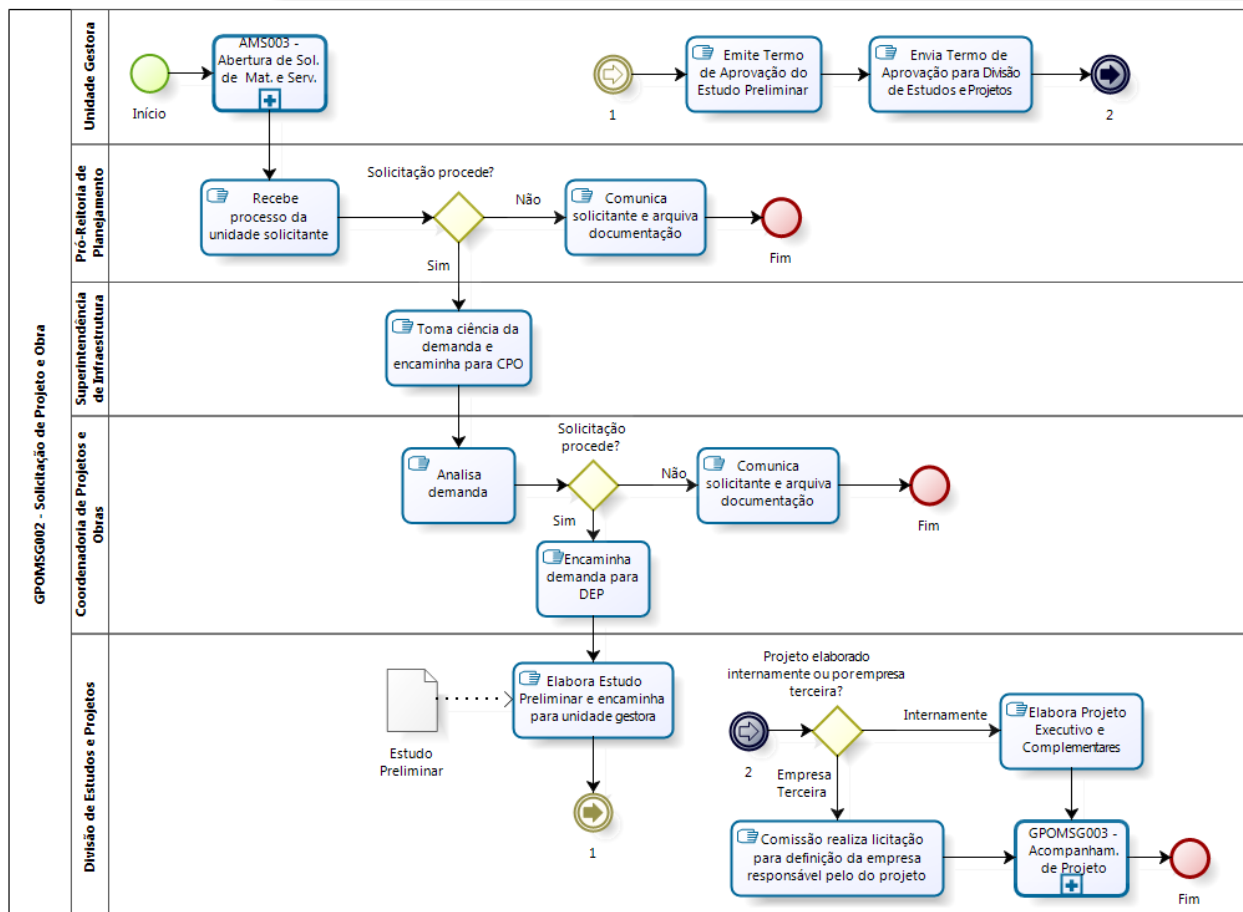 GPOMSG002 - Solicitação de Projeto e Obra
Unidade Gestora
Início
AMS003 -
Abertura de Sol.
de Mat. e Serv.
1
Emite Termo
de Aprovação do
Estudo Preliminar
Envia Termo de
Aprovação para Divisão
de Estudos e Projetos
2
Pró-Reitoria de
Planejamento
Recebe
processo da
unidade solicitante
Solicitação procede?
Não
Sim
Comunica
solicitante e arquiva
documentação
Fim
Superintendência
de Infraestrutura
Toma ciência da
demanda e
encaminha para CPO
Coordenadoria de Projetos e
Obras
Analisa
demanda
Solicitação
procede?
Não
Sim
Comunica
solicitante e arquiva
documentação
Fim
Encaminha
demanda para
DEP
Divisão de Estudos e Projetos
Estudo
Preliminar
Elabora Estudo
Preliminar e encaminha
para unidade gestora
1
2
Projeto elaborado
internamente ou por empresa
terceira?
Internamente
Empresa
Terceira
Elabora Projeto
Executivo e
Complementares
Comissão realiza licitação
para definição da empresa
responsável pelo do projeto
GPOMSG003 -
Acompanham.
de Projeto
Fim